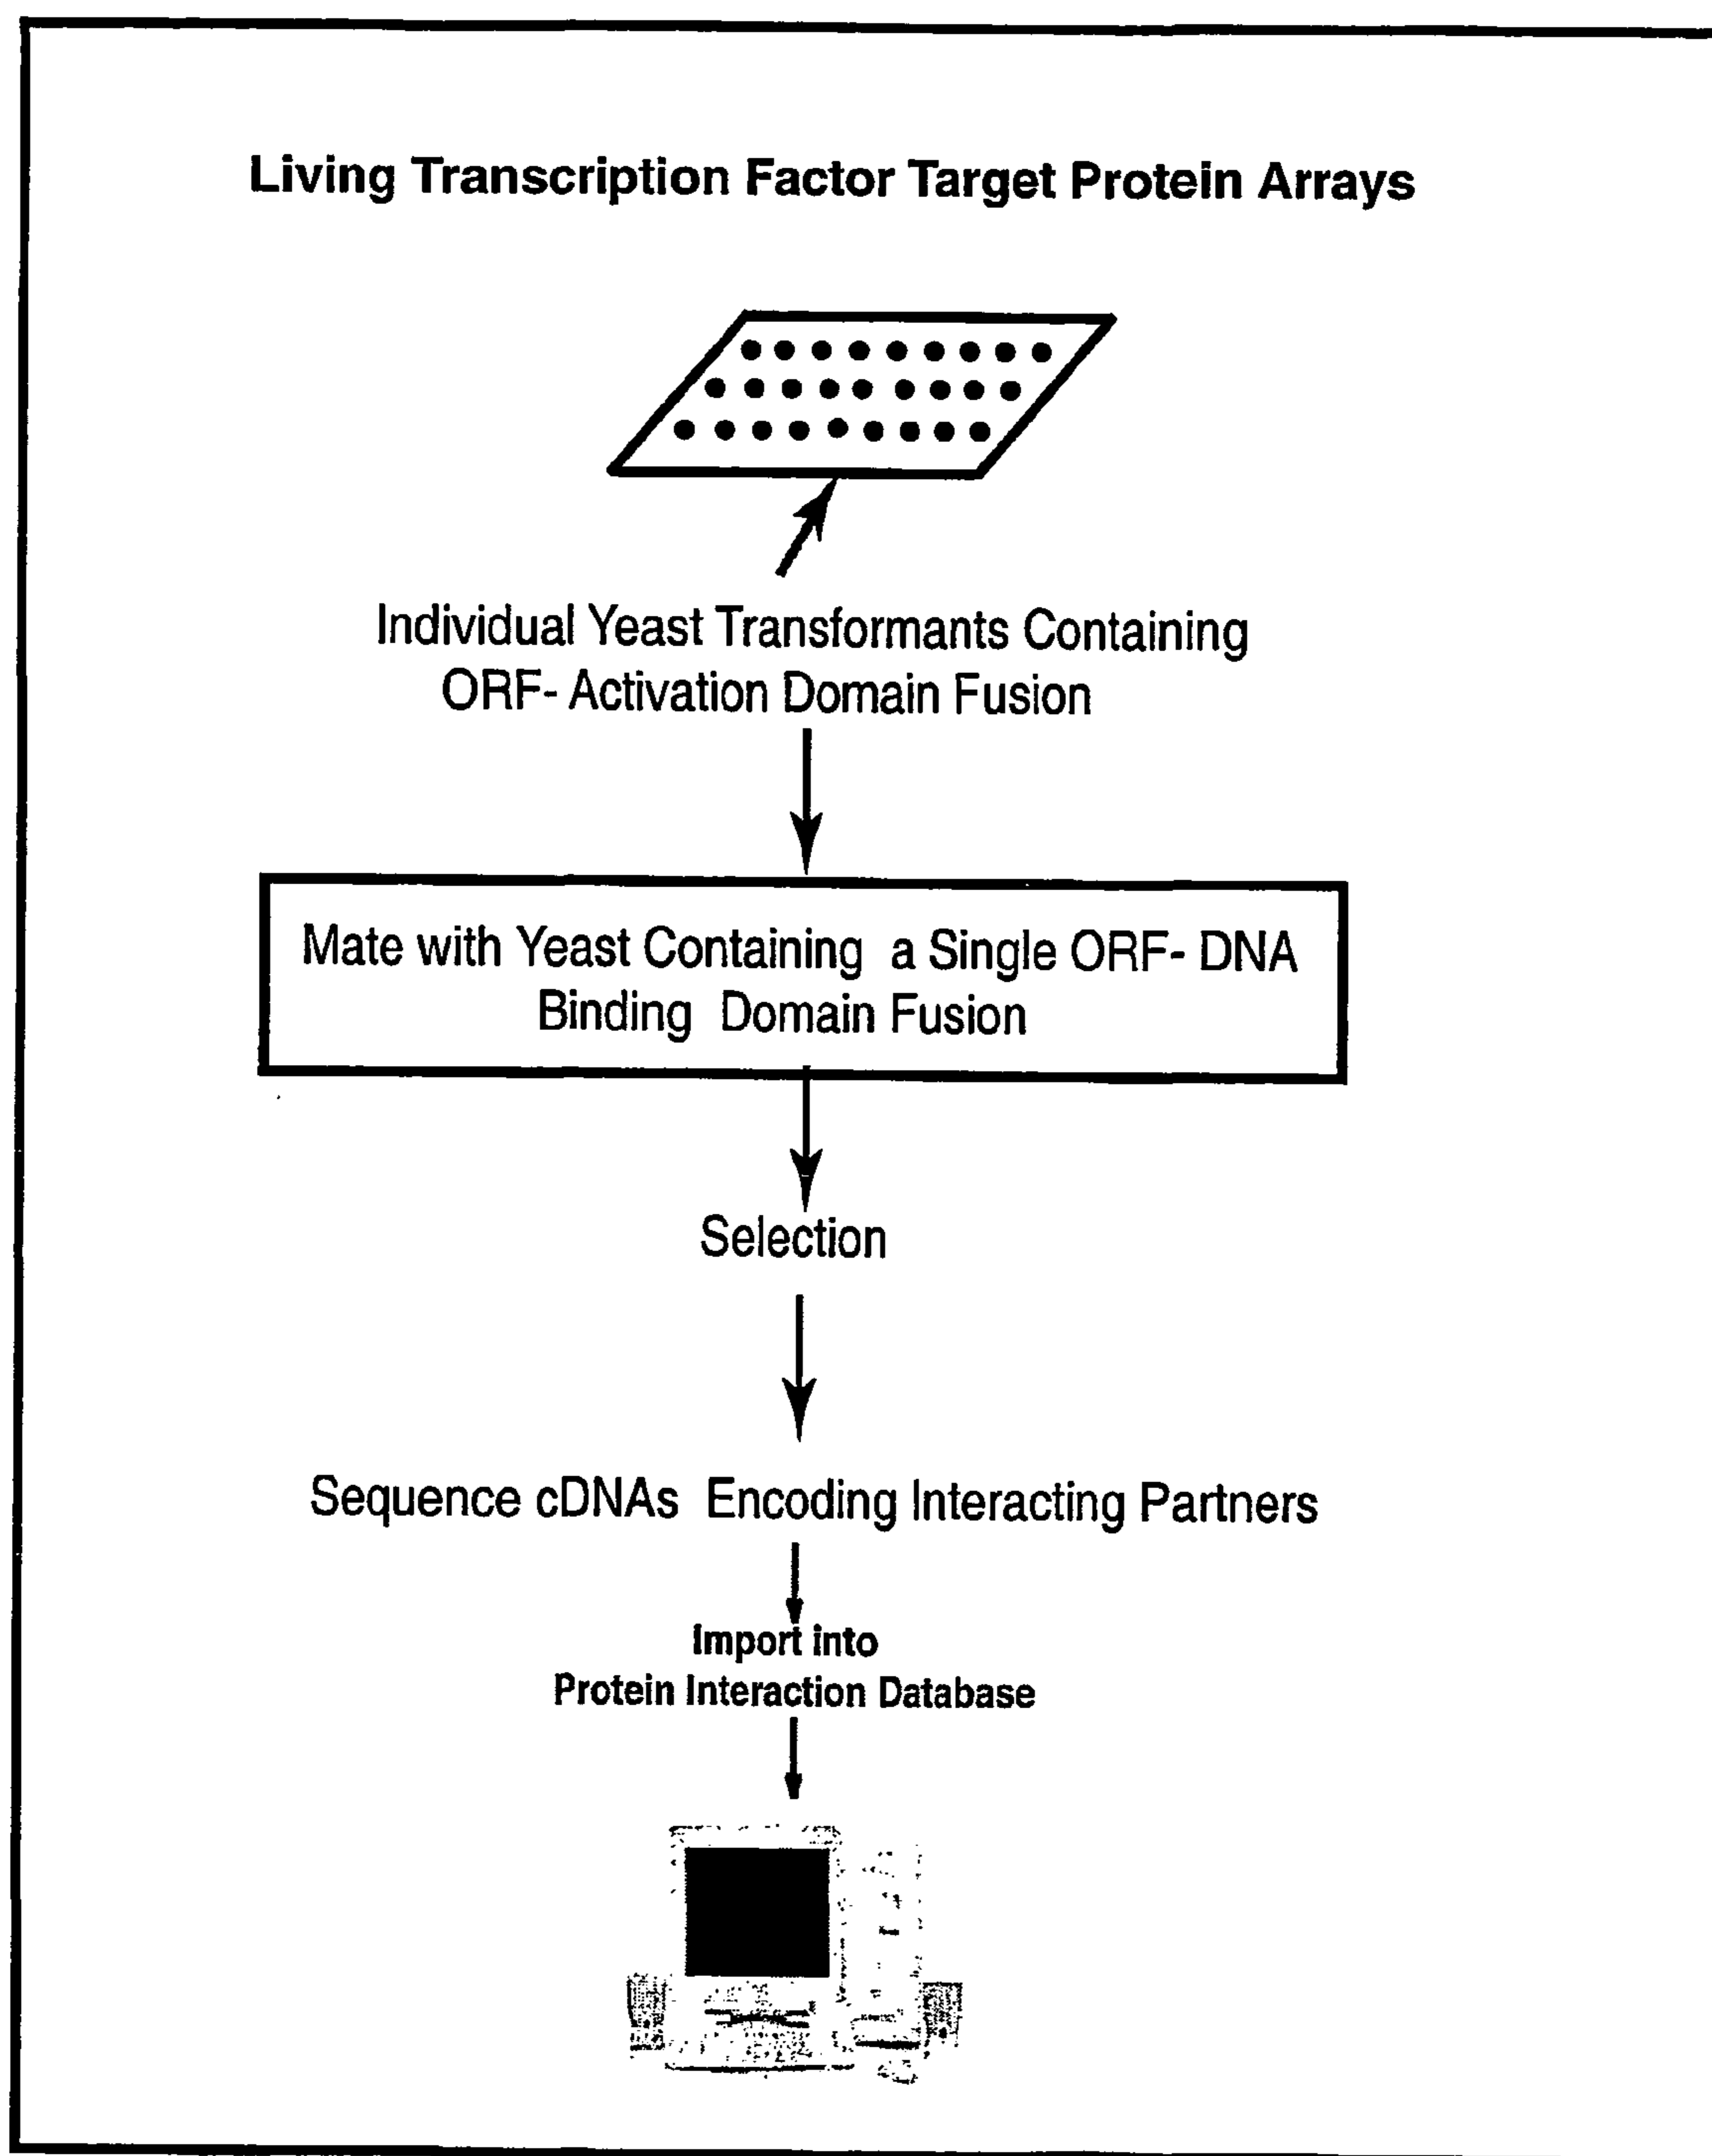 Living Transcription Factor Target Protein Arrays
Individual Yeast Transformants Containing
ORF- Activation Domain Fusion
Mate with Yeast Containing a Single ORF- DNA
Binding Domain Fusion
Selection
Sequence cDNAs Encoding Interacting Partners
Import into
Protein Interaction Database